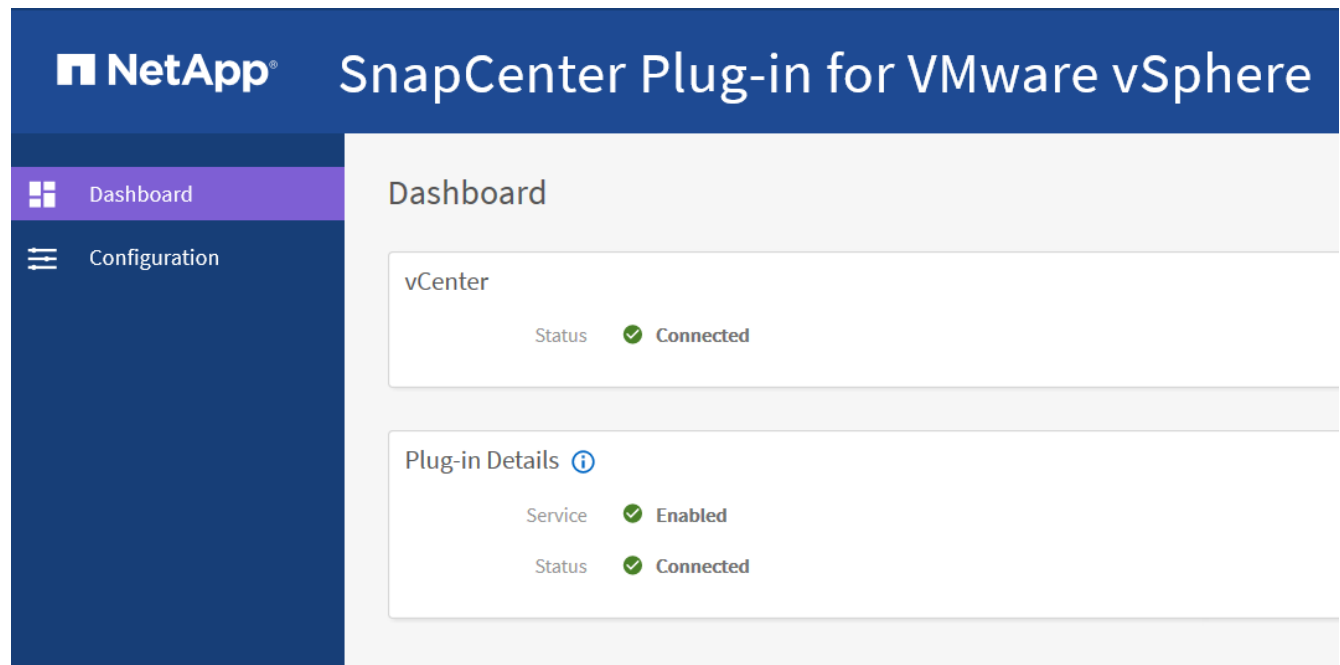 NetApp® SnapCenter Plug-in for VMware vSphere
Dashboard
Configuration
Dashboard
vCenter
Status Connected
Plug-in Details
Service Enabled
Status Connected